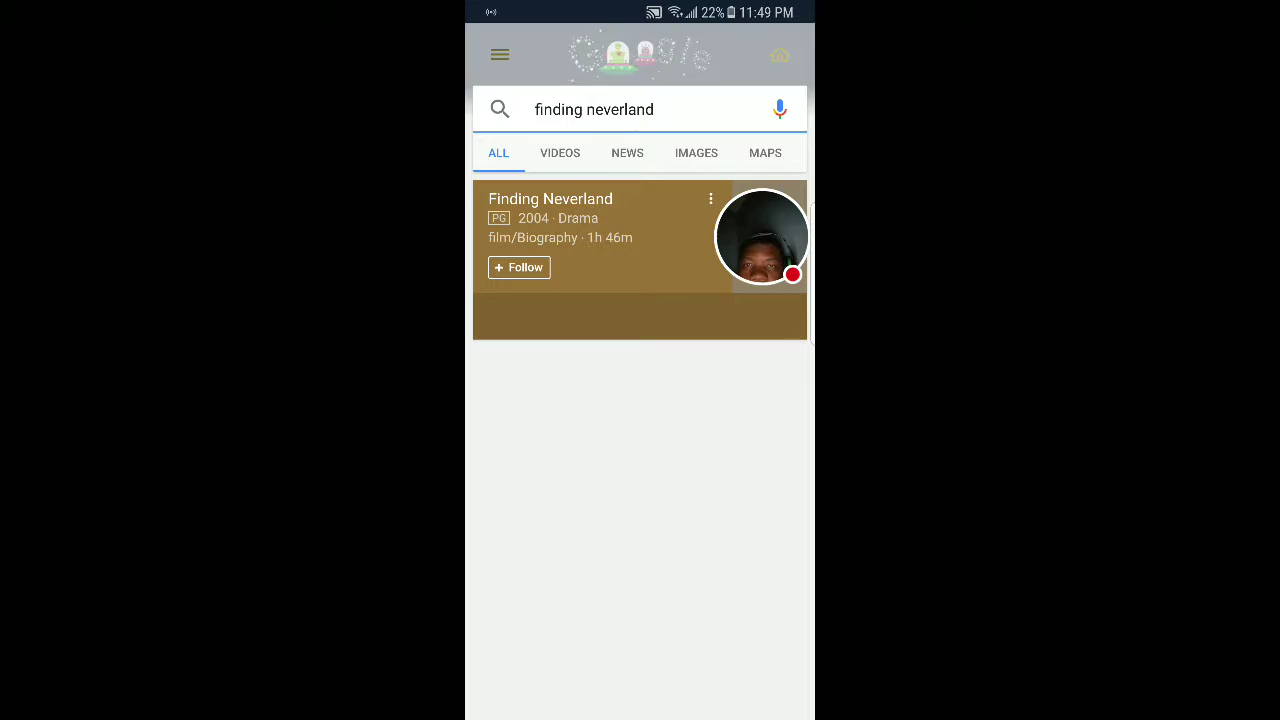 22% 11:49 PM
Google
finding neverland
ALL VIDEOS NEWS IMAGES MAPS
Finding Neverland
PG 2004 · Drama
film/Biography · 1h 46m
+ Follow